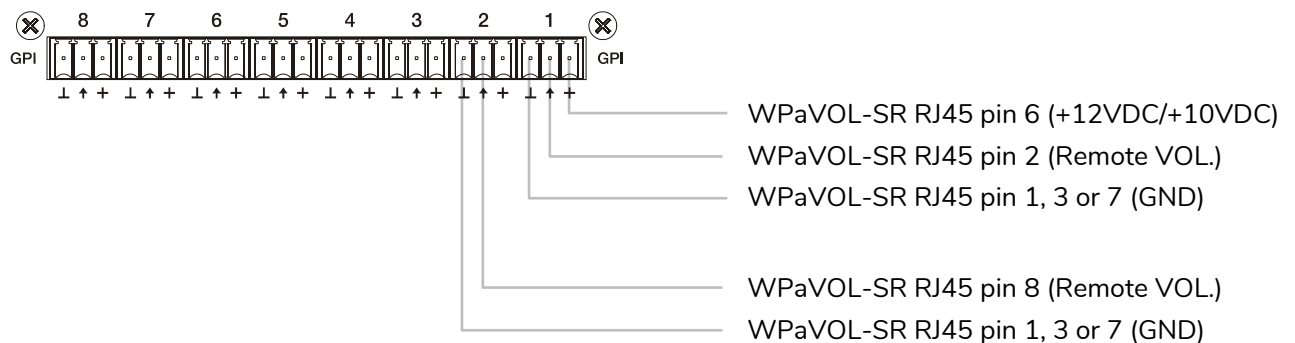 8 7 6 5 4 3 2 1
GPI GPI
⊥ ↑ + ⊥ ↑ + ⊥ ↑ + ⊥ ↑ + ⊥ ↑ + ⊥ ↑ + ⊥ ↑ + ⊥ ↑ +
WPaVOL-SR RJ45 pin 6 (+12VDC/+10VDC)
WPaVOL-SR RJ45 pin 2 (Remote VOL.)
WPaVOL-SR RJ45 pin 1, 3 or 7 (GND)
WPaVOL-SR RJ45 pin 8 (Remote VOL.)
WPaVOL-SR RJ45 pin 1, 3 or 7 (GND)